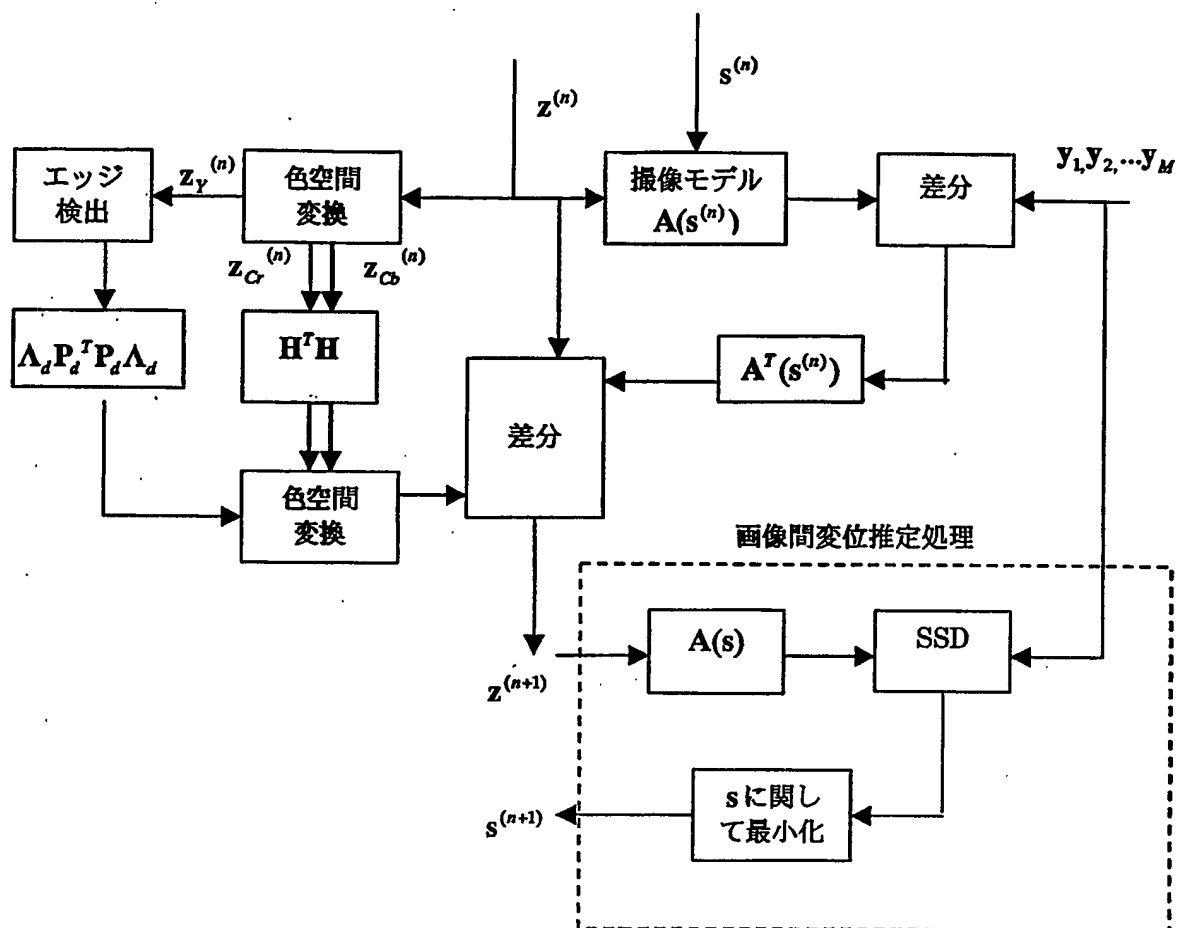 s^(n)
z^(n)
y_1,y_2,...y_M
エッジ
検出
z_Y^(n)
色空間
変換
撮像モデル
A(s^(n))
差分
z_Cr^(n)
z_Cb^(n)
Λ_d P_d^T P_d Λ_d
H^T H
A^T(s^(n))
差分
色空間
変換
画像間変位推定処理
A(s)
SSD
z^(n+1)
sに関し
て最小化
s^(n+1)